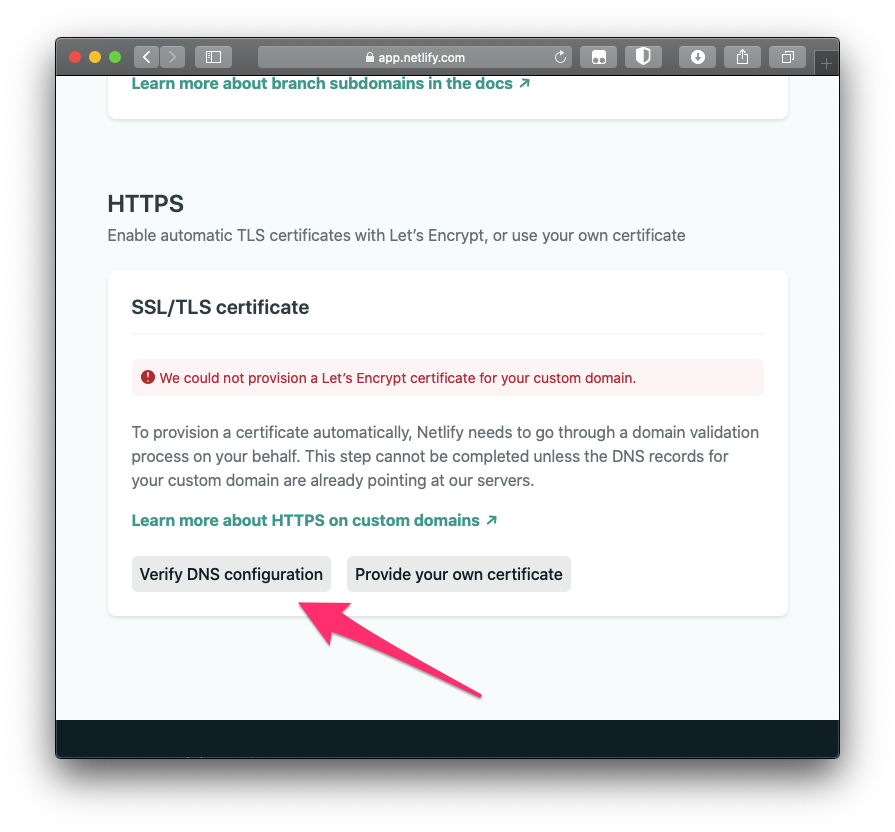 app.netlify.com
Learn more about branch subdomains in the docs ↗
HTTPS
Enable automatic TLS certificates with Let’s Encrypt, or use your own certificate
SSL/TLS certificate
We could not provision a Let’s Encrypt certificate for your custom domain.
To provision a certificate automatically, Netlify needs to go through a domain validation
process on your behalf. This step cannot be completed unless the DNS records for
your custom domain are already pointing at our servers.
Learn more about HTTPS on custom domains ↗
Verify DNS configuration
Provide your own certificate